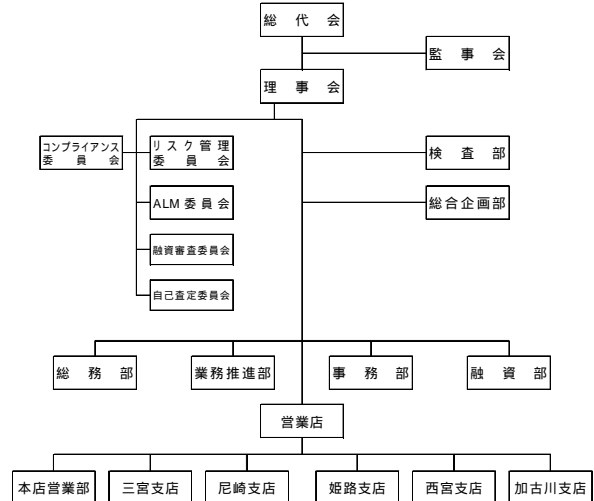 総代会
監事会
理事会
コンプライアンス
委員会
リスク管理
委員会
検査部
ALM委員会
総合企画部
融資審査委員会
自己査定委員会
総務部
業務推進部
事務部
融資部
営業店
本店営業部
三宮支店
尼崎支店
姫路支店
西宮支店
加古川支店